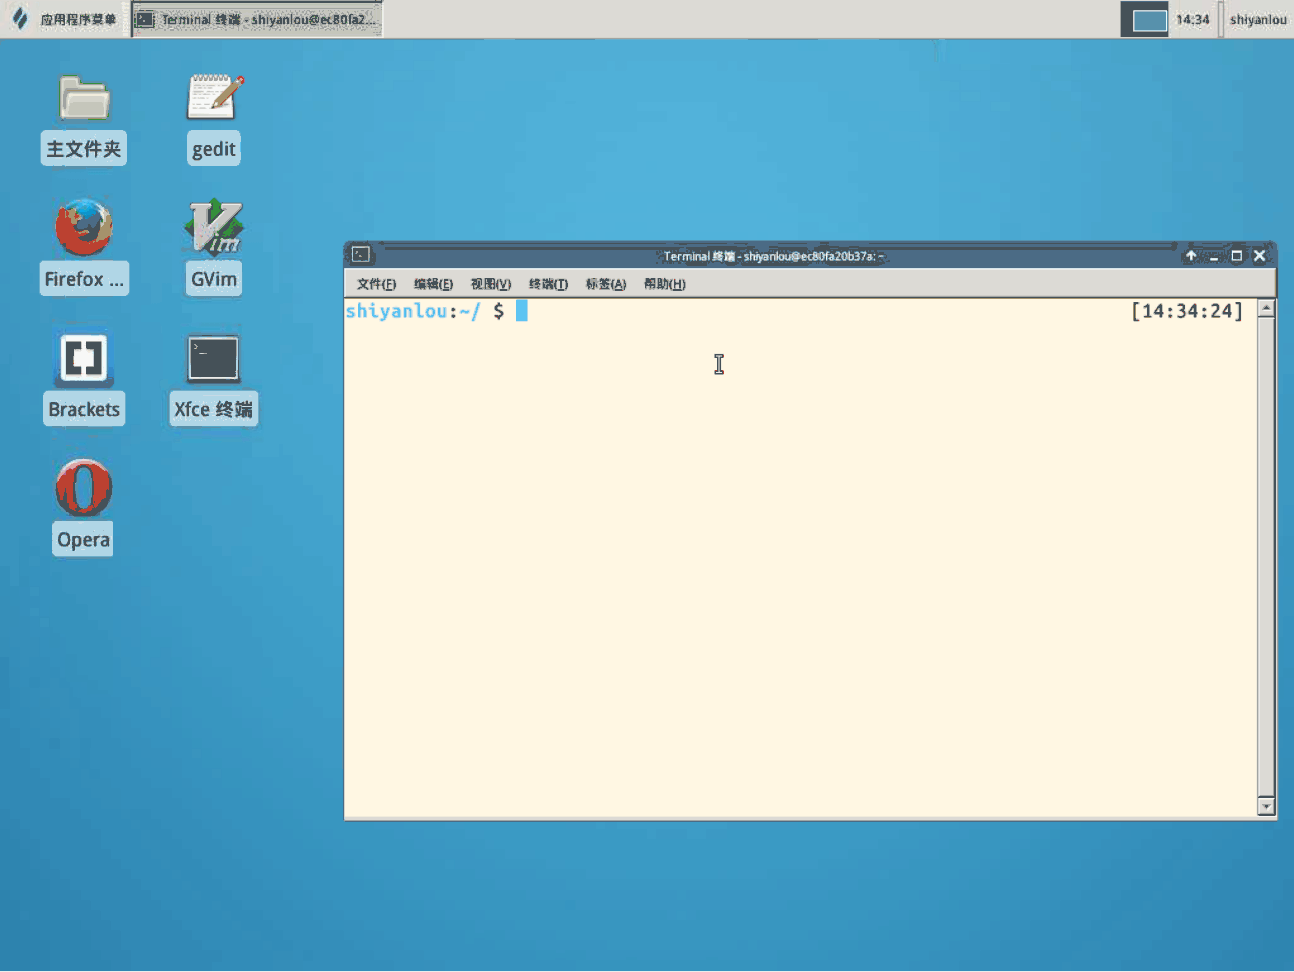 应用程序菜单 Terminal 终端 - shiyanlou@ec80fa2... 14:34 shiyanlou
主文件夹 gedit
Firefox ... GVim
Brackets Xfce 终端
Opera
Terminal 终端 - shiyanlou@ec80fa20b37a: ~
文件(F) 编辑(E) 视图(V) 终端(T) 标签(A) 帮助(H)
shiyanlou:~/ $ [14:34:24]